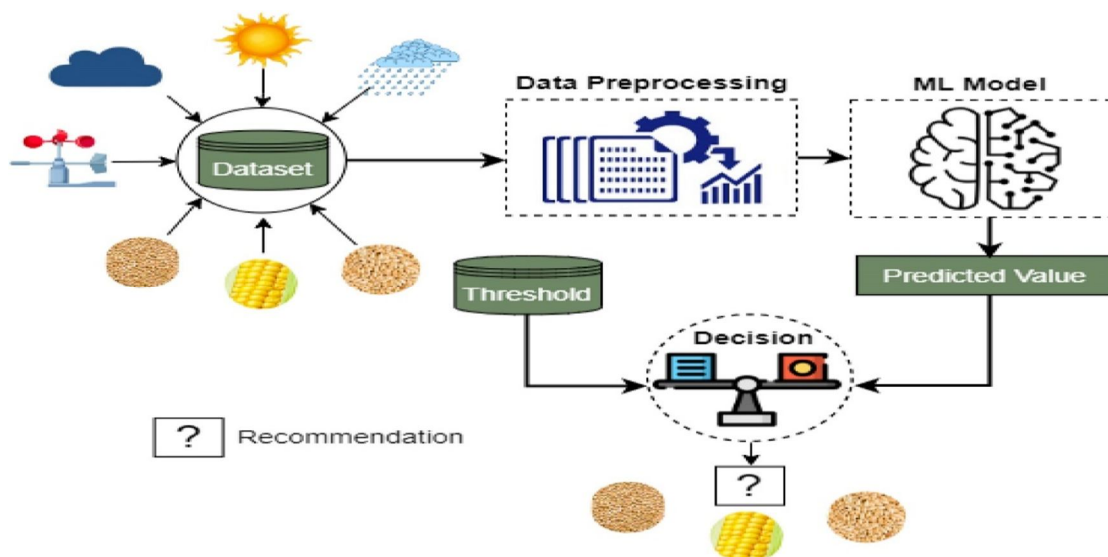 Data Preprocessing
ML Model
Dataset
Threshold
Predicted Value
Decision
? Recommendation
?